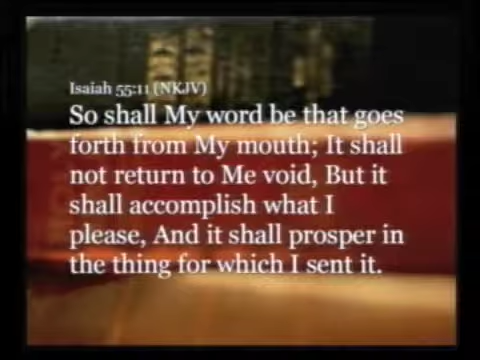 Isaiah 55:11 (NKJV)
So shall My word be that goes
forth from My mouth; It shall
not return to Me void, But it
shall accomplish what I
please, And it shall prosper in
the thing for which I sent it.